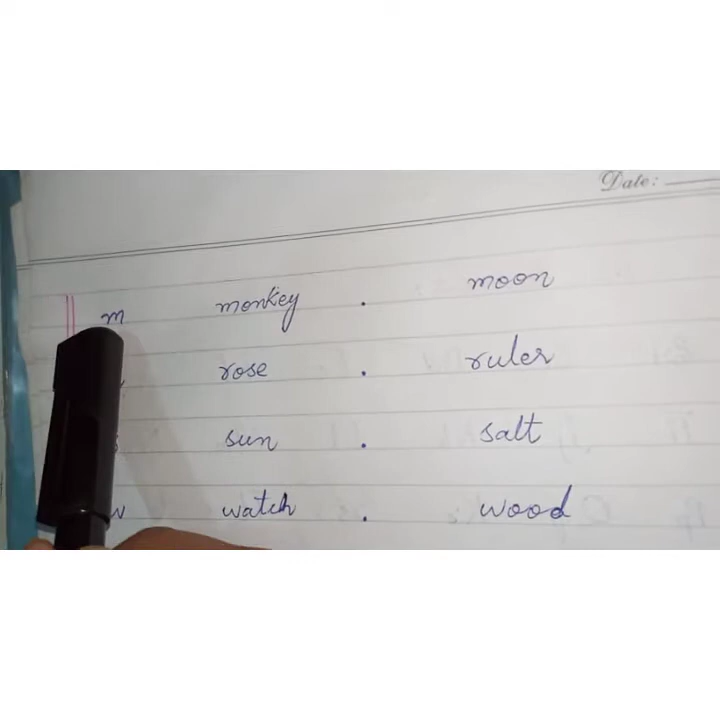 Date:
m monkey . moon
rose . ruler
sun . salt
w watch . wood